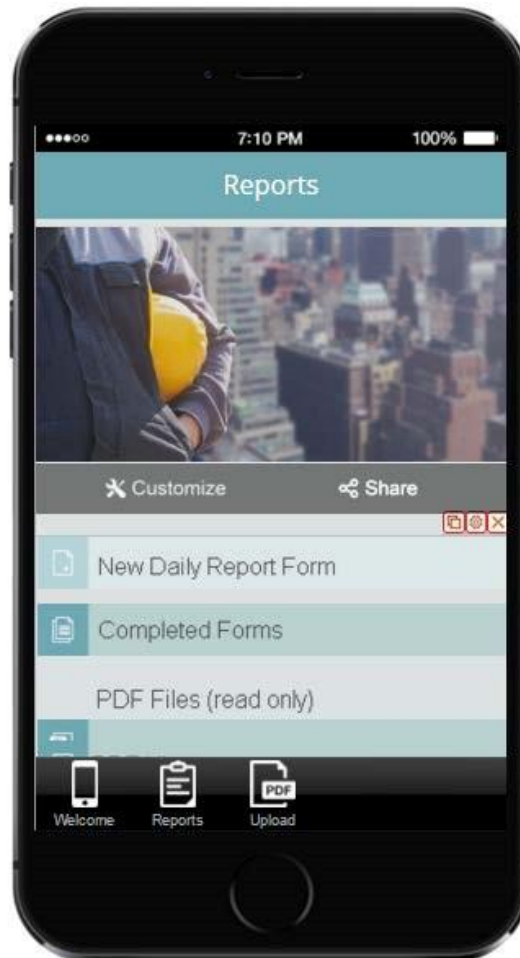 7:10 PM 100%
Reports
Customize Share
New Daily Report Form
Completed Forms
PDF Files (read only)
PDF
Welcome Reports Upload